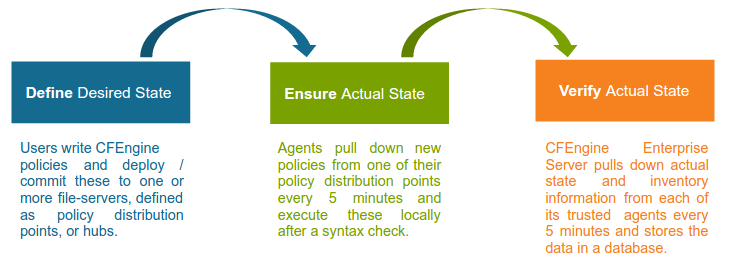 Define Desired State
Ensure Actual State
Verify Actual State
Users write CFEngine
policies and deploy /
commit these to one or
more file-servers, defined
as policy distribution
points, or hubs.
Agents pull down new
policies from one of their
policy distribution points
every 5 minutes and
execute these locally
after a syntax check.
CFEngine Enterprise
Server pulls down actual
state and inventory
information from each of
its trusted agents every
5 minutes and stores the
data in a database.